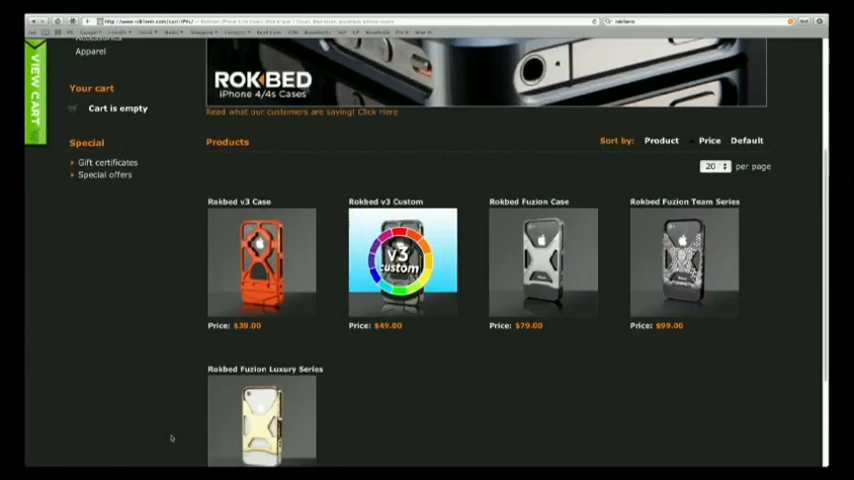 Apparel
VIEW CART
Your cart
Cart is empty
Special
Gift certificates
Special offers
ROKBED
iPhone 4/4s Cases
Read what our customers are saying! Click Here
Products
Sort by: Product Price Default
20 per page
Rokbed v3 Case
Rokbed v3 Custom
Rokbed Fuzion Case
Rokbed Fuzion Team Series
v3
custom
Price: $39.00
Price: $49.00
Price: $79.00
Price: $99.00
Rokbed Fuzion Luxury Series